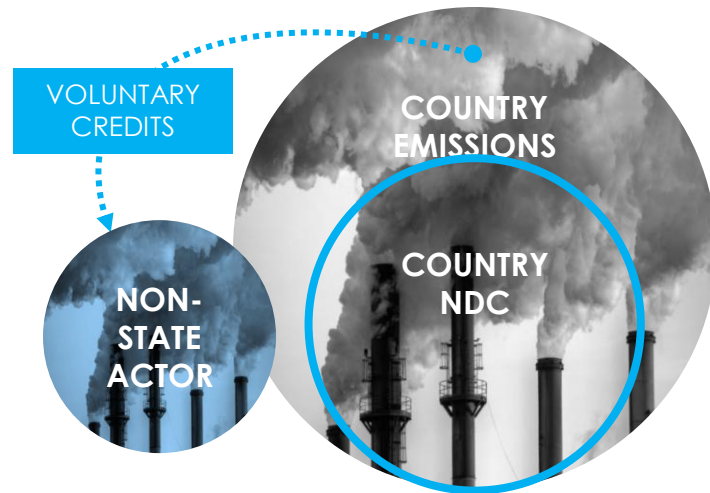 VOLUNTARY
CREDITS
COUNTRY
EMISSIONS
COUNTRY
NDC
NON-
STATE
ACTOR